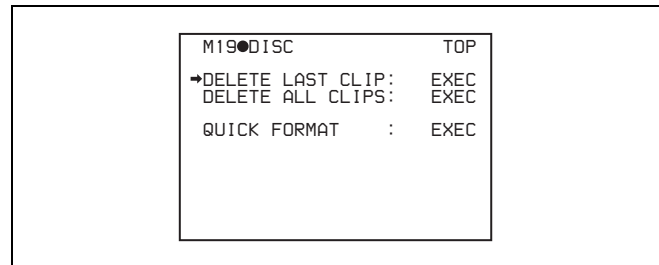 M19●DISC TOP
➡DELETE LAST CLIP: EXEC
DELETE ALL CLIPS: EXEC
QUICK FORMAT : EXEC